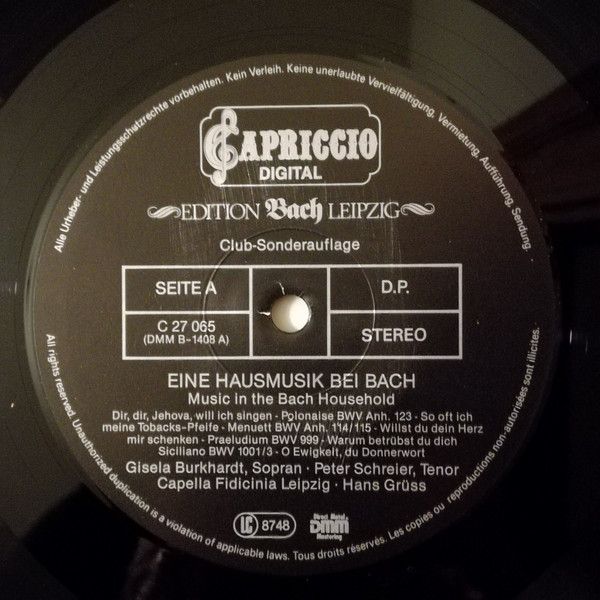 Alle Urheber- und Leistungsschutzrechte vorbehalten. Kein Verleih. Keine unerlaubte Vervielfältigung, Vermietung, Aufführung, Sendung.
CAPRICCIO
DIGITAL
EDITION Bach LEIPZIG
Club-Sonderauflage
SEITE A
D.P.
C 27 065
(DMM B-1408 A)
STEREO
EINE HAUSMUSIK BEI BACH
Music in the Bach Household
Dir, dir, Jehova, will ich singen · Polonaise BWV Anh. 123 · So oft ich
meine Tobacks-Pfeife · Menuett BWV Anh. 114/115 · Willst du dein Herz
mir schenken · Praeludium BWV 999 · Warum betrübst du dich
Siciliano BWV 1001/3 · O Ewigkeit, du Donnerwort
Gisela Burkhardt, Sopran · Peter Schreier, Tenor
Capella Fidicinia Leipzig · Hans Grüss
LC 8748
Direct Metal
DMM
Mastering
All rights reserved. Unauthorized duplication is a violation of applicable laws. Tous droits réservés. Les copies ou reproductions non-autorisées sont illicites.